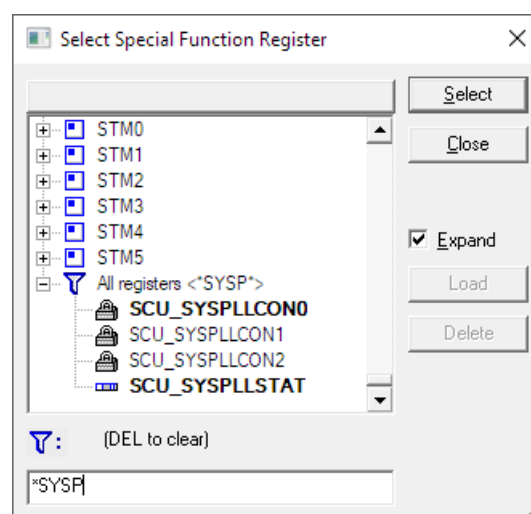 Select Special Function Register
Select
STM0
STM1
Close
STM2
STM3
STM4
Expand
STM5
All registers <*SYSP*>
Load
SCU_SYSPLLCON0
SCU_SYSPLLCON1
Delete
SCU_SYSPLLCON2
SCU_SYSPLLSTAT
: (DEL to clear)
*SYSP